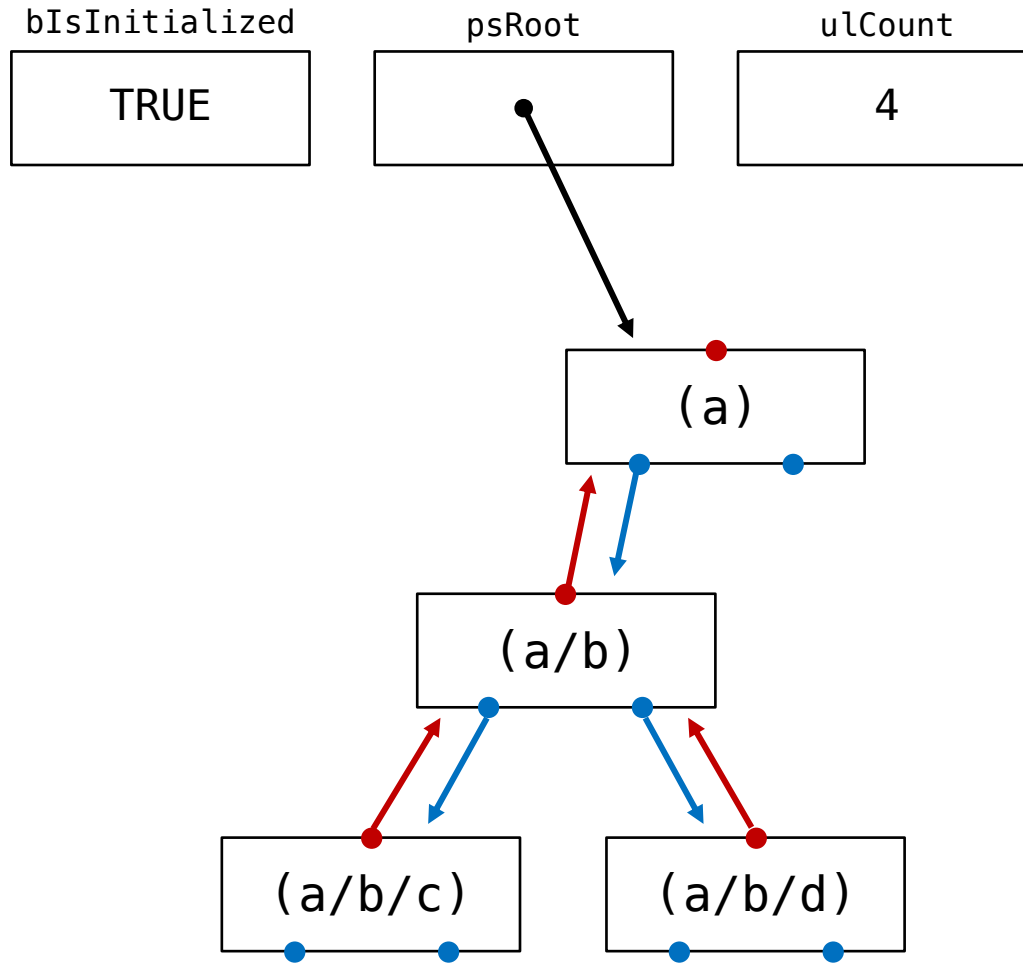 bIsInitialized
psRoot
ulCount
TRUE
4
(a)
(a/b)
(a/b/c)
(a/b/d)